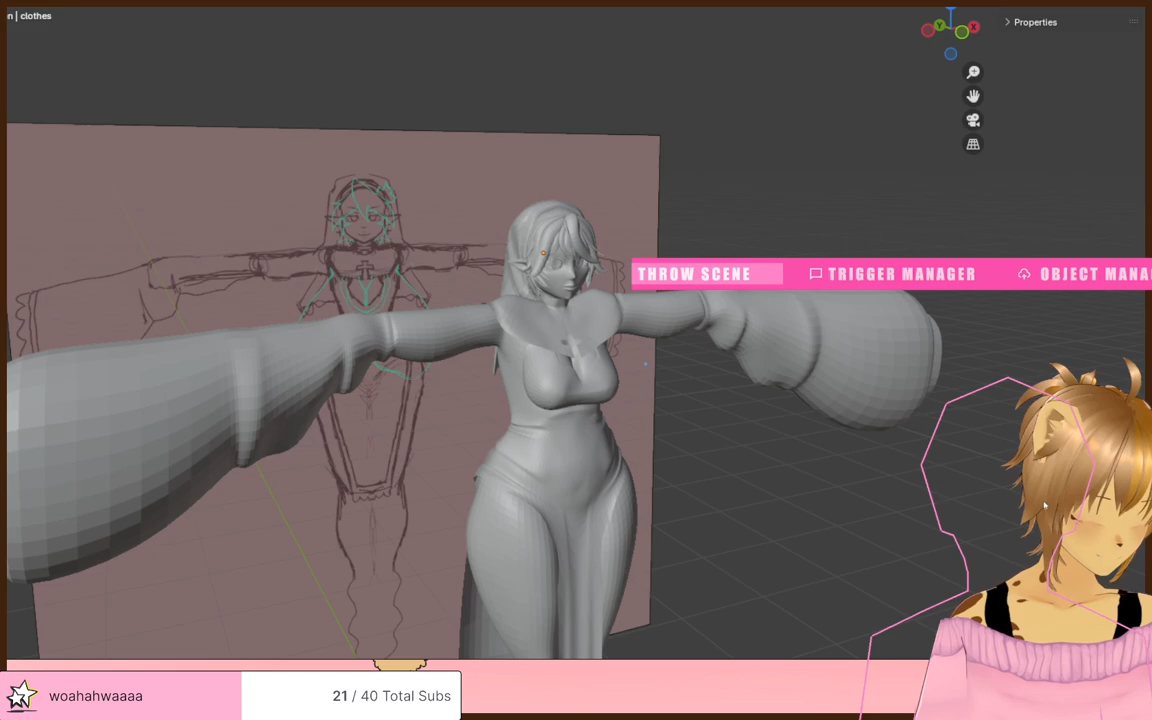 n | clothes
Properties
Y
X
THROW SCENE
TRIGGER MANAGER
OBJECT MANA
woahahwaaaa
21 / 40 Total Subs